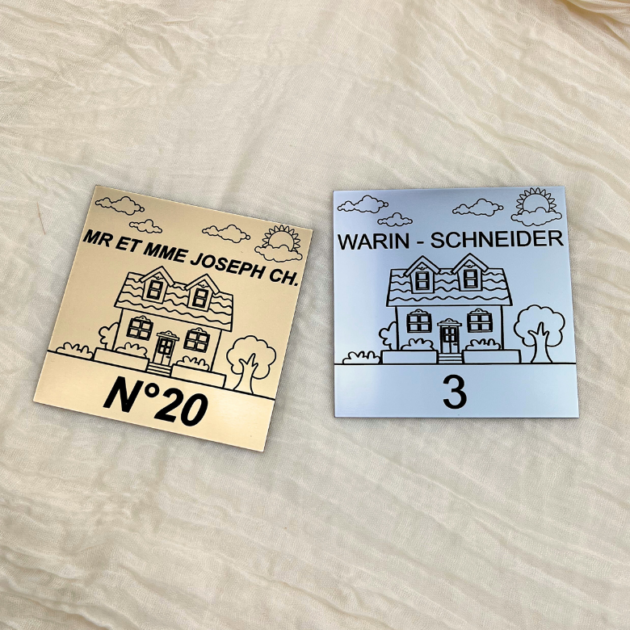 MR ET MME JOSEPH CH.
N°20
WARIN - SCHNEIDER
3